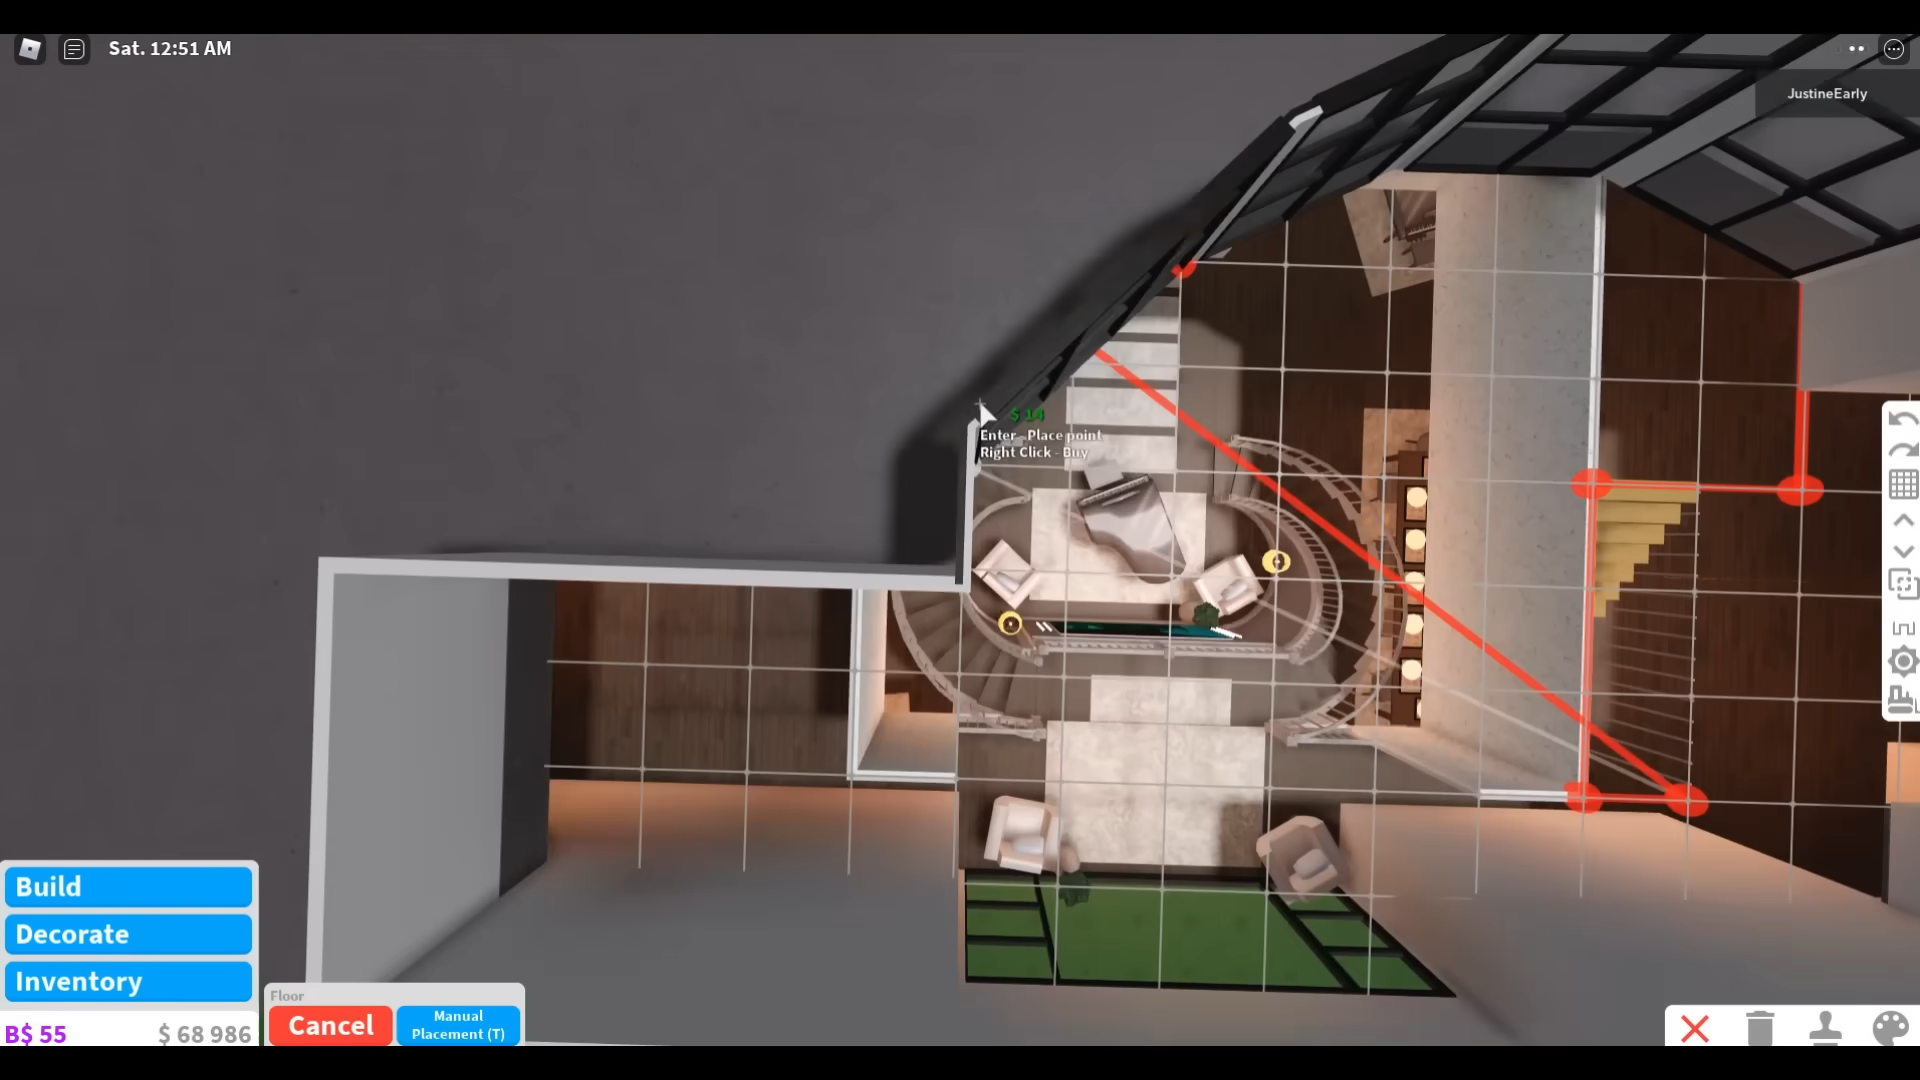 Sat. 12:51 AM
JustineEarly
$ 14
Enter - Place point
Right Click - Buy
Build
Decorate
Inventory
B$ 55
$ 68 986
Floor
Cancel
Manual
Placement (T)